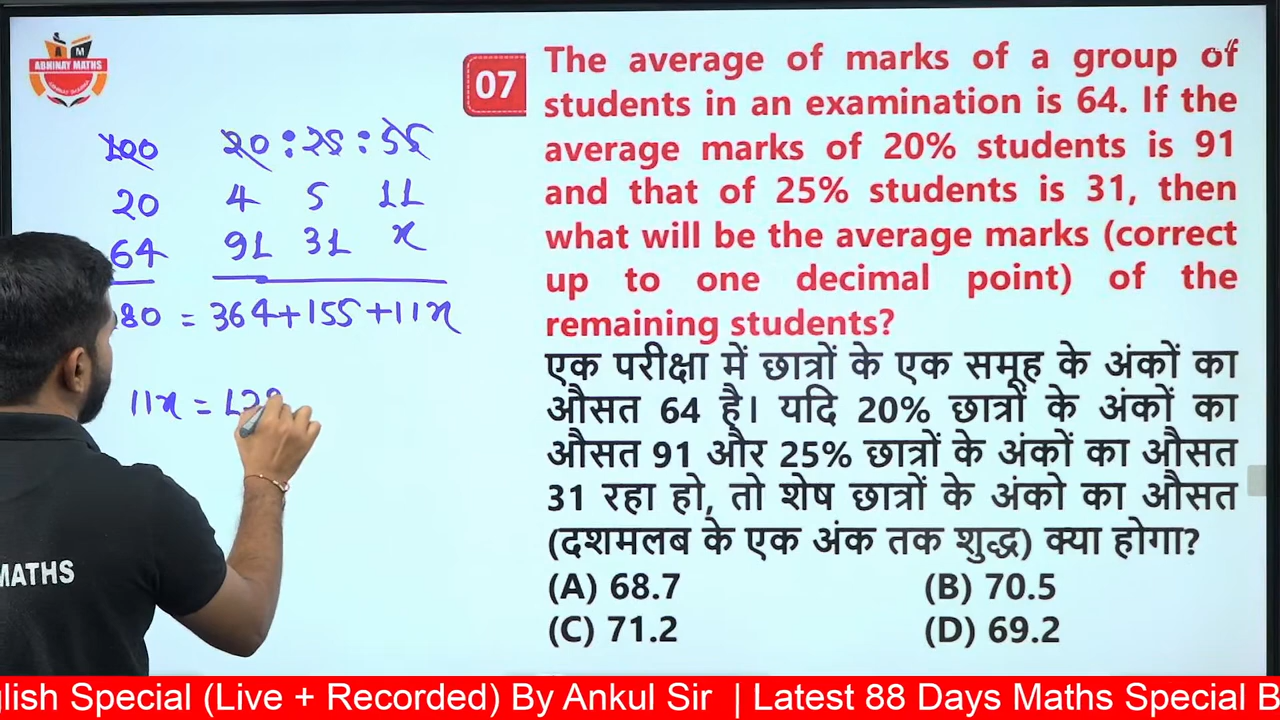 ABHINAY MATHS
07
The average of marks of a group of
students in an examination is 64. If the
average marks of 20% students is 91
and that of 25% students is 31, then
what will be the average marks (correct
up to one decimal point) of the
remaining students?
एक परीक्षा में छात्रों के एक समूह के अंकों का
औसत 64 है। यदि 20% छात्रों के अंकों का
औसत 91 और 25% छात्रों के अंकों का औसत
31 रहा हो, तो शेष छात्रों के अंको का औसत
(दशमलब के एक अंक तक शुद्ध) क्या होगा?
(A) 68.7 (B) 70.5
(C) 71.2 (D) 69.2
100 20 : 25 : 55
20 4 5 11
64 91 31 x
80 = 364+155+11x
11x =
MATHS
glish Special (Live + Recorded) By Ankul Sir | Latest 88 Days Maths Special B